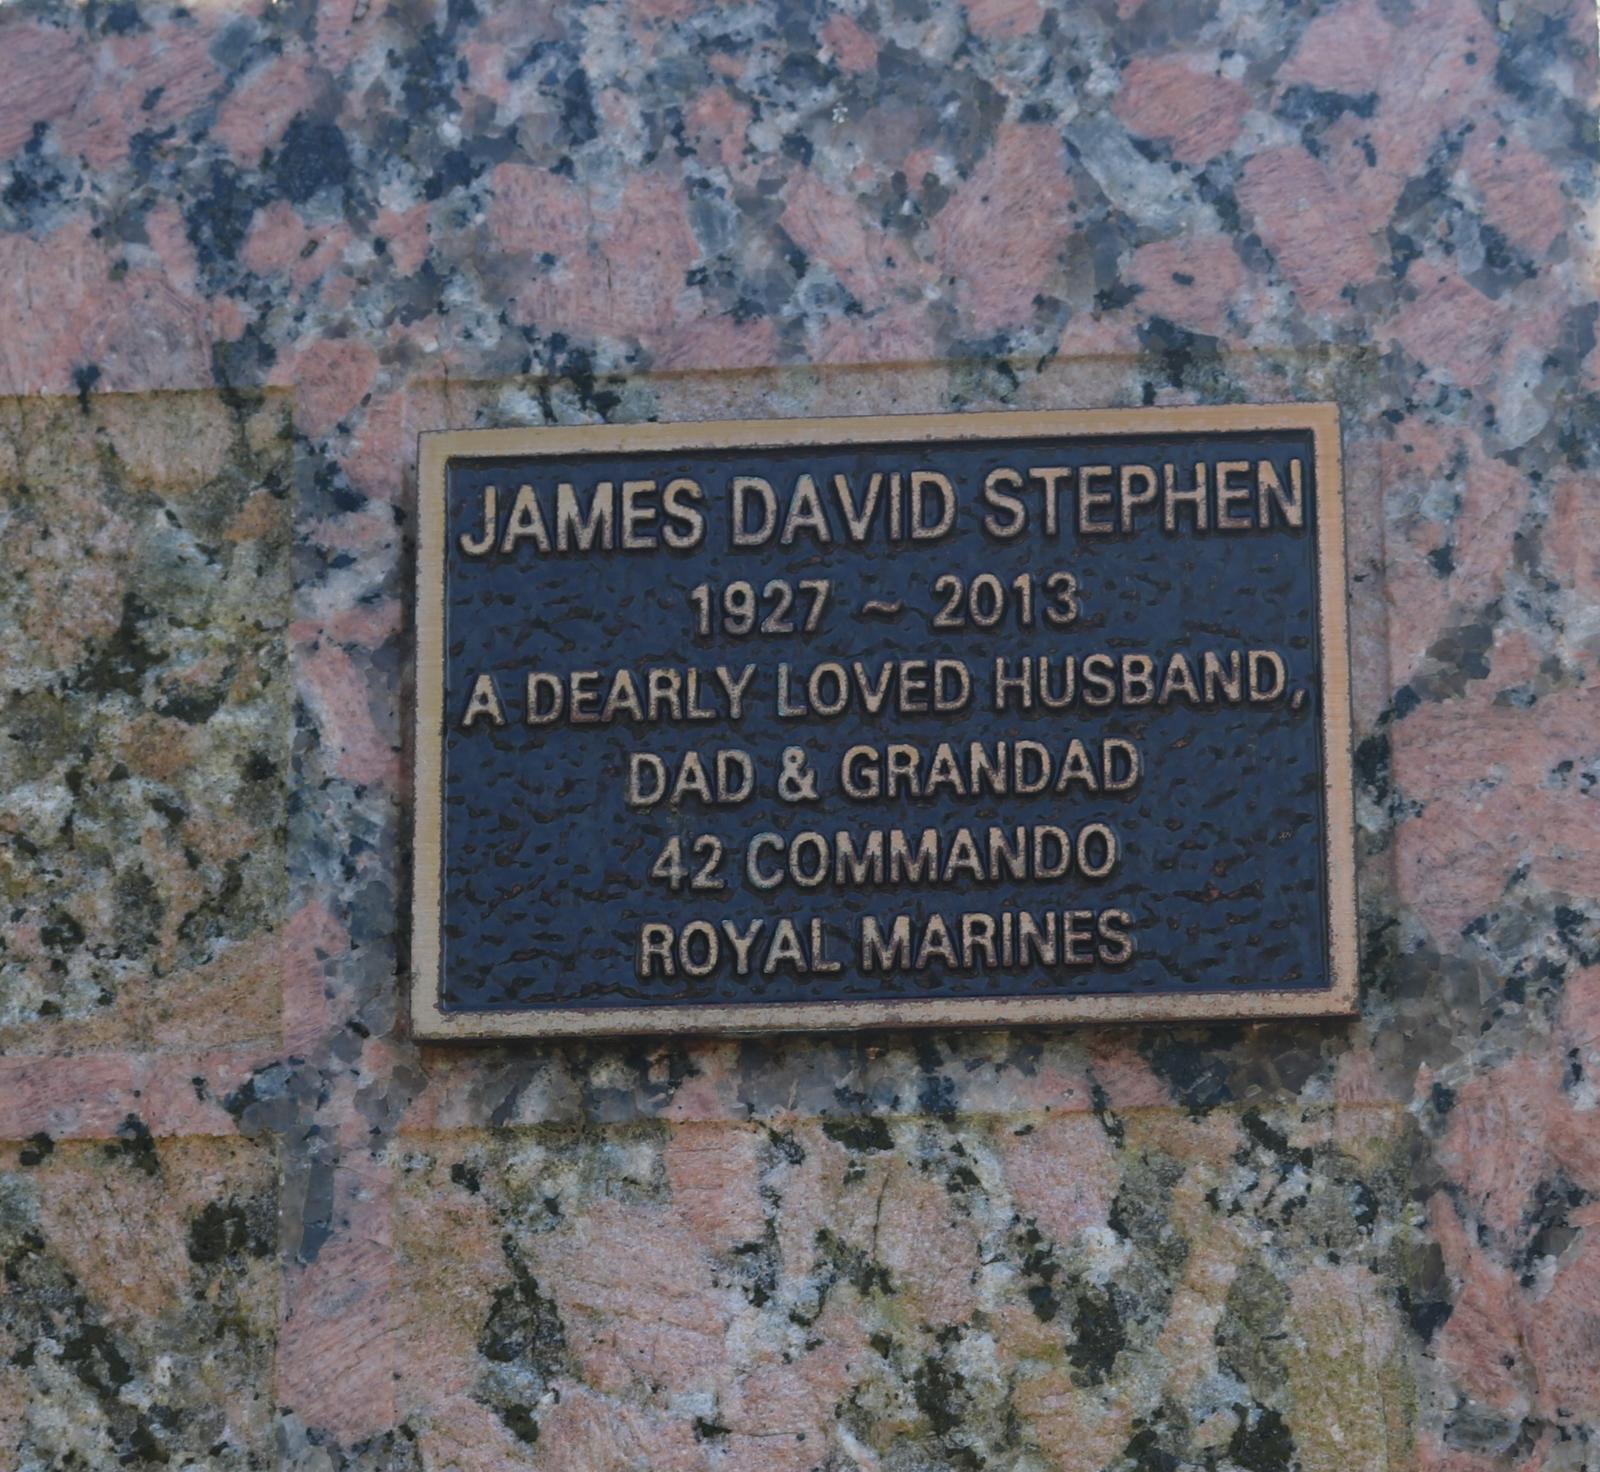 JAMES DAVID STEPHEN
1927 ~ 2013
A DEARLY LOVED HUSBAND,
DAD & GRANDAD
42 COMMANDO
ROYAL MARINES